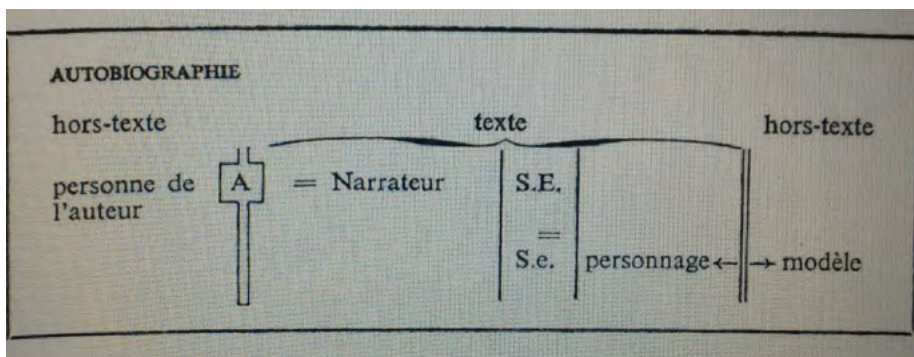 AUTOBIOGRAPHIE
hors-texte texte hors-texte
personne de A = Narrateur S.E.
l'auteur
=
S.e. personnage ←→ modèle